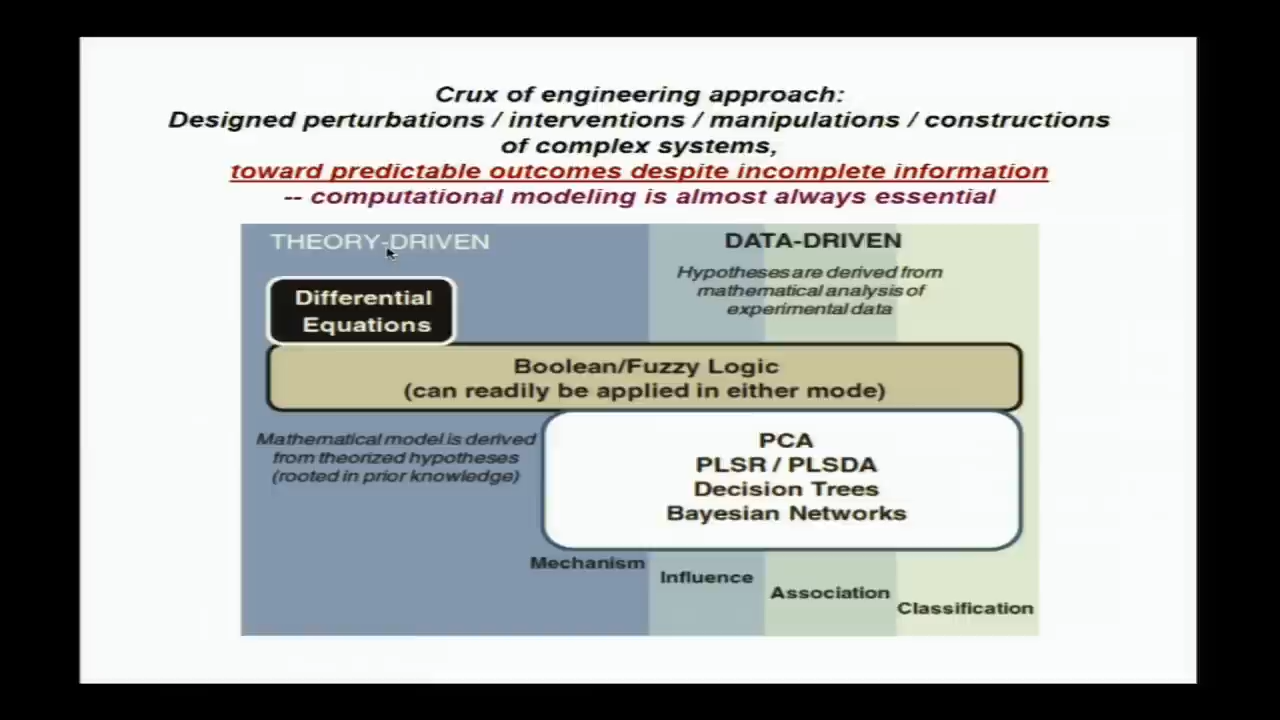 Crux of engineering approach:
Designed perturbations / interventions / manipulations / constructions
of complex systems,
toward predictable outcomes despite incomplete information
-- computational modeling is almost always essential
THEORY-DRIVEN
DATA-DRIVEN
Hypotheses are derived from
mathematical analysis of
experimental data
Differential
Equations
Boolean/Fuzzy Logic
(can readily be applied in either mode)
Mathematical model is derived
from theorized hypotheses
(rooted in prior knowledge)
PCA
PLSR / PLSDA
Decision Trees
Bayesian Networks
Mechanism
Influence
Association
Classification